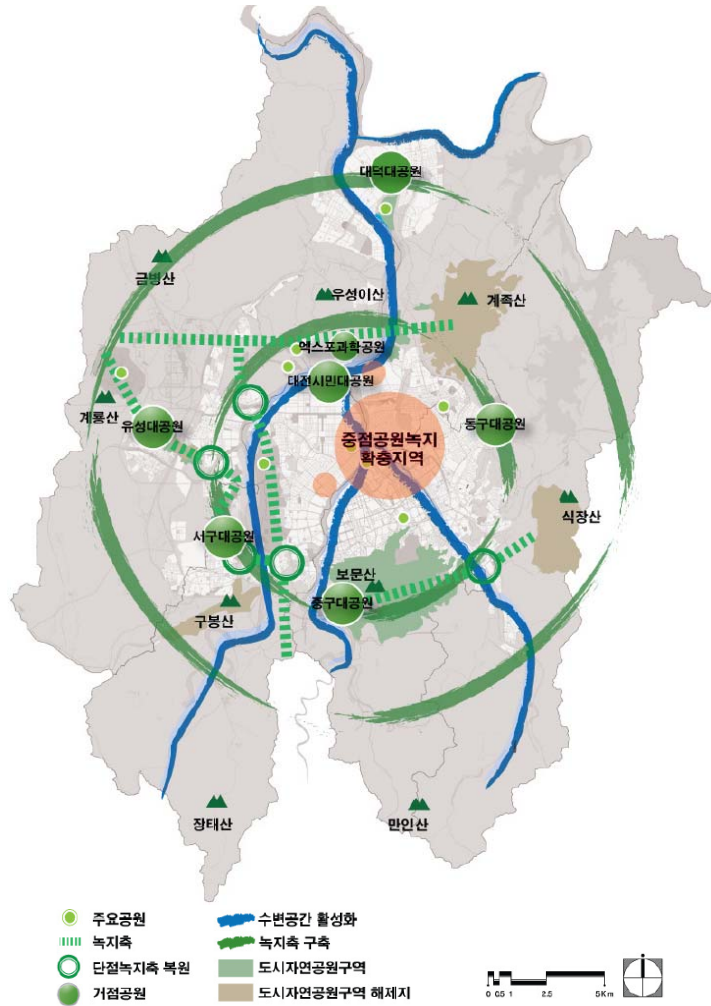 대덕대공원
금병산
우성이산
계족산
엑스포과학공원
대전시민대공원
계룡산
유성대공원
동구대공원
중점공원녹지
확충지역
식장산
서구대공원
보문산
중구대공원
구봉산
장태산
만인산
주요공원
수변공간 활성화
녹지축
녹지축 구축
단절녹지축 복원
도시자연공원구역
거점공원
도시자연공원구역 해제지
0 0.5 1 2.5 5Km